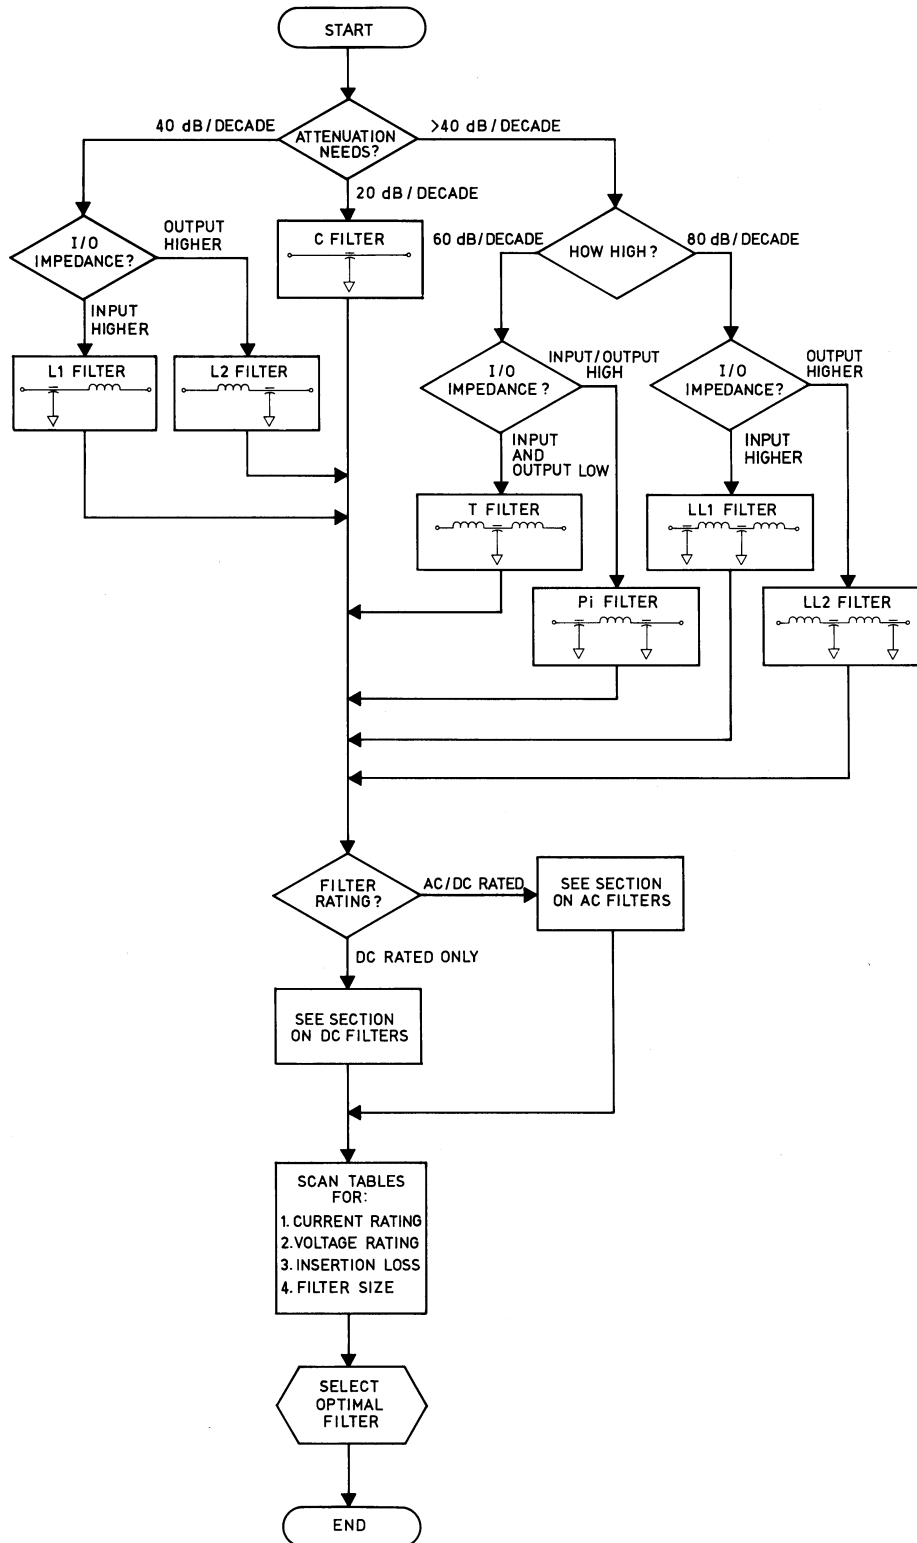 START
40 dB/DECADE
ATTENUATION
NEEDS?
>40 dB/DECADE
20 dB/DECADE
I/O
IMPEDANCE?
OUTPUT
HIGHER
INPUT
HIGHER
C FILTER
60 dB/DECADE
HOW HIGH?
80 dB/DECADE
L1 FILTER
L2 FILTER
I/O
IMPEDANCE?
INPUT/OUTPUT
HIGH
INPUT
AND
OUTPUT LOW
I/O
IMPEDANCE?
OUTPUT
HIGHER
INPUT
HIGHER
T FILTER
LL1 FILTER
Pi FILTER
LL2 FILTER
FILTER
RATING?
AC/DC RATED
SEE SECTION
ON AC FILTERS
DC RATED ONLY
SEE SECTION
ON DC FILTERS
SCAN TABLES
FOR:
1. CURRENT RATING
2. VOLTAGE RATING
3. INSERTION LOSS
4. FILTER SIZE
SELECT
OPTIMAL
FILTER
END